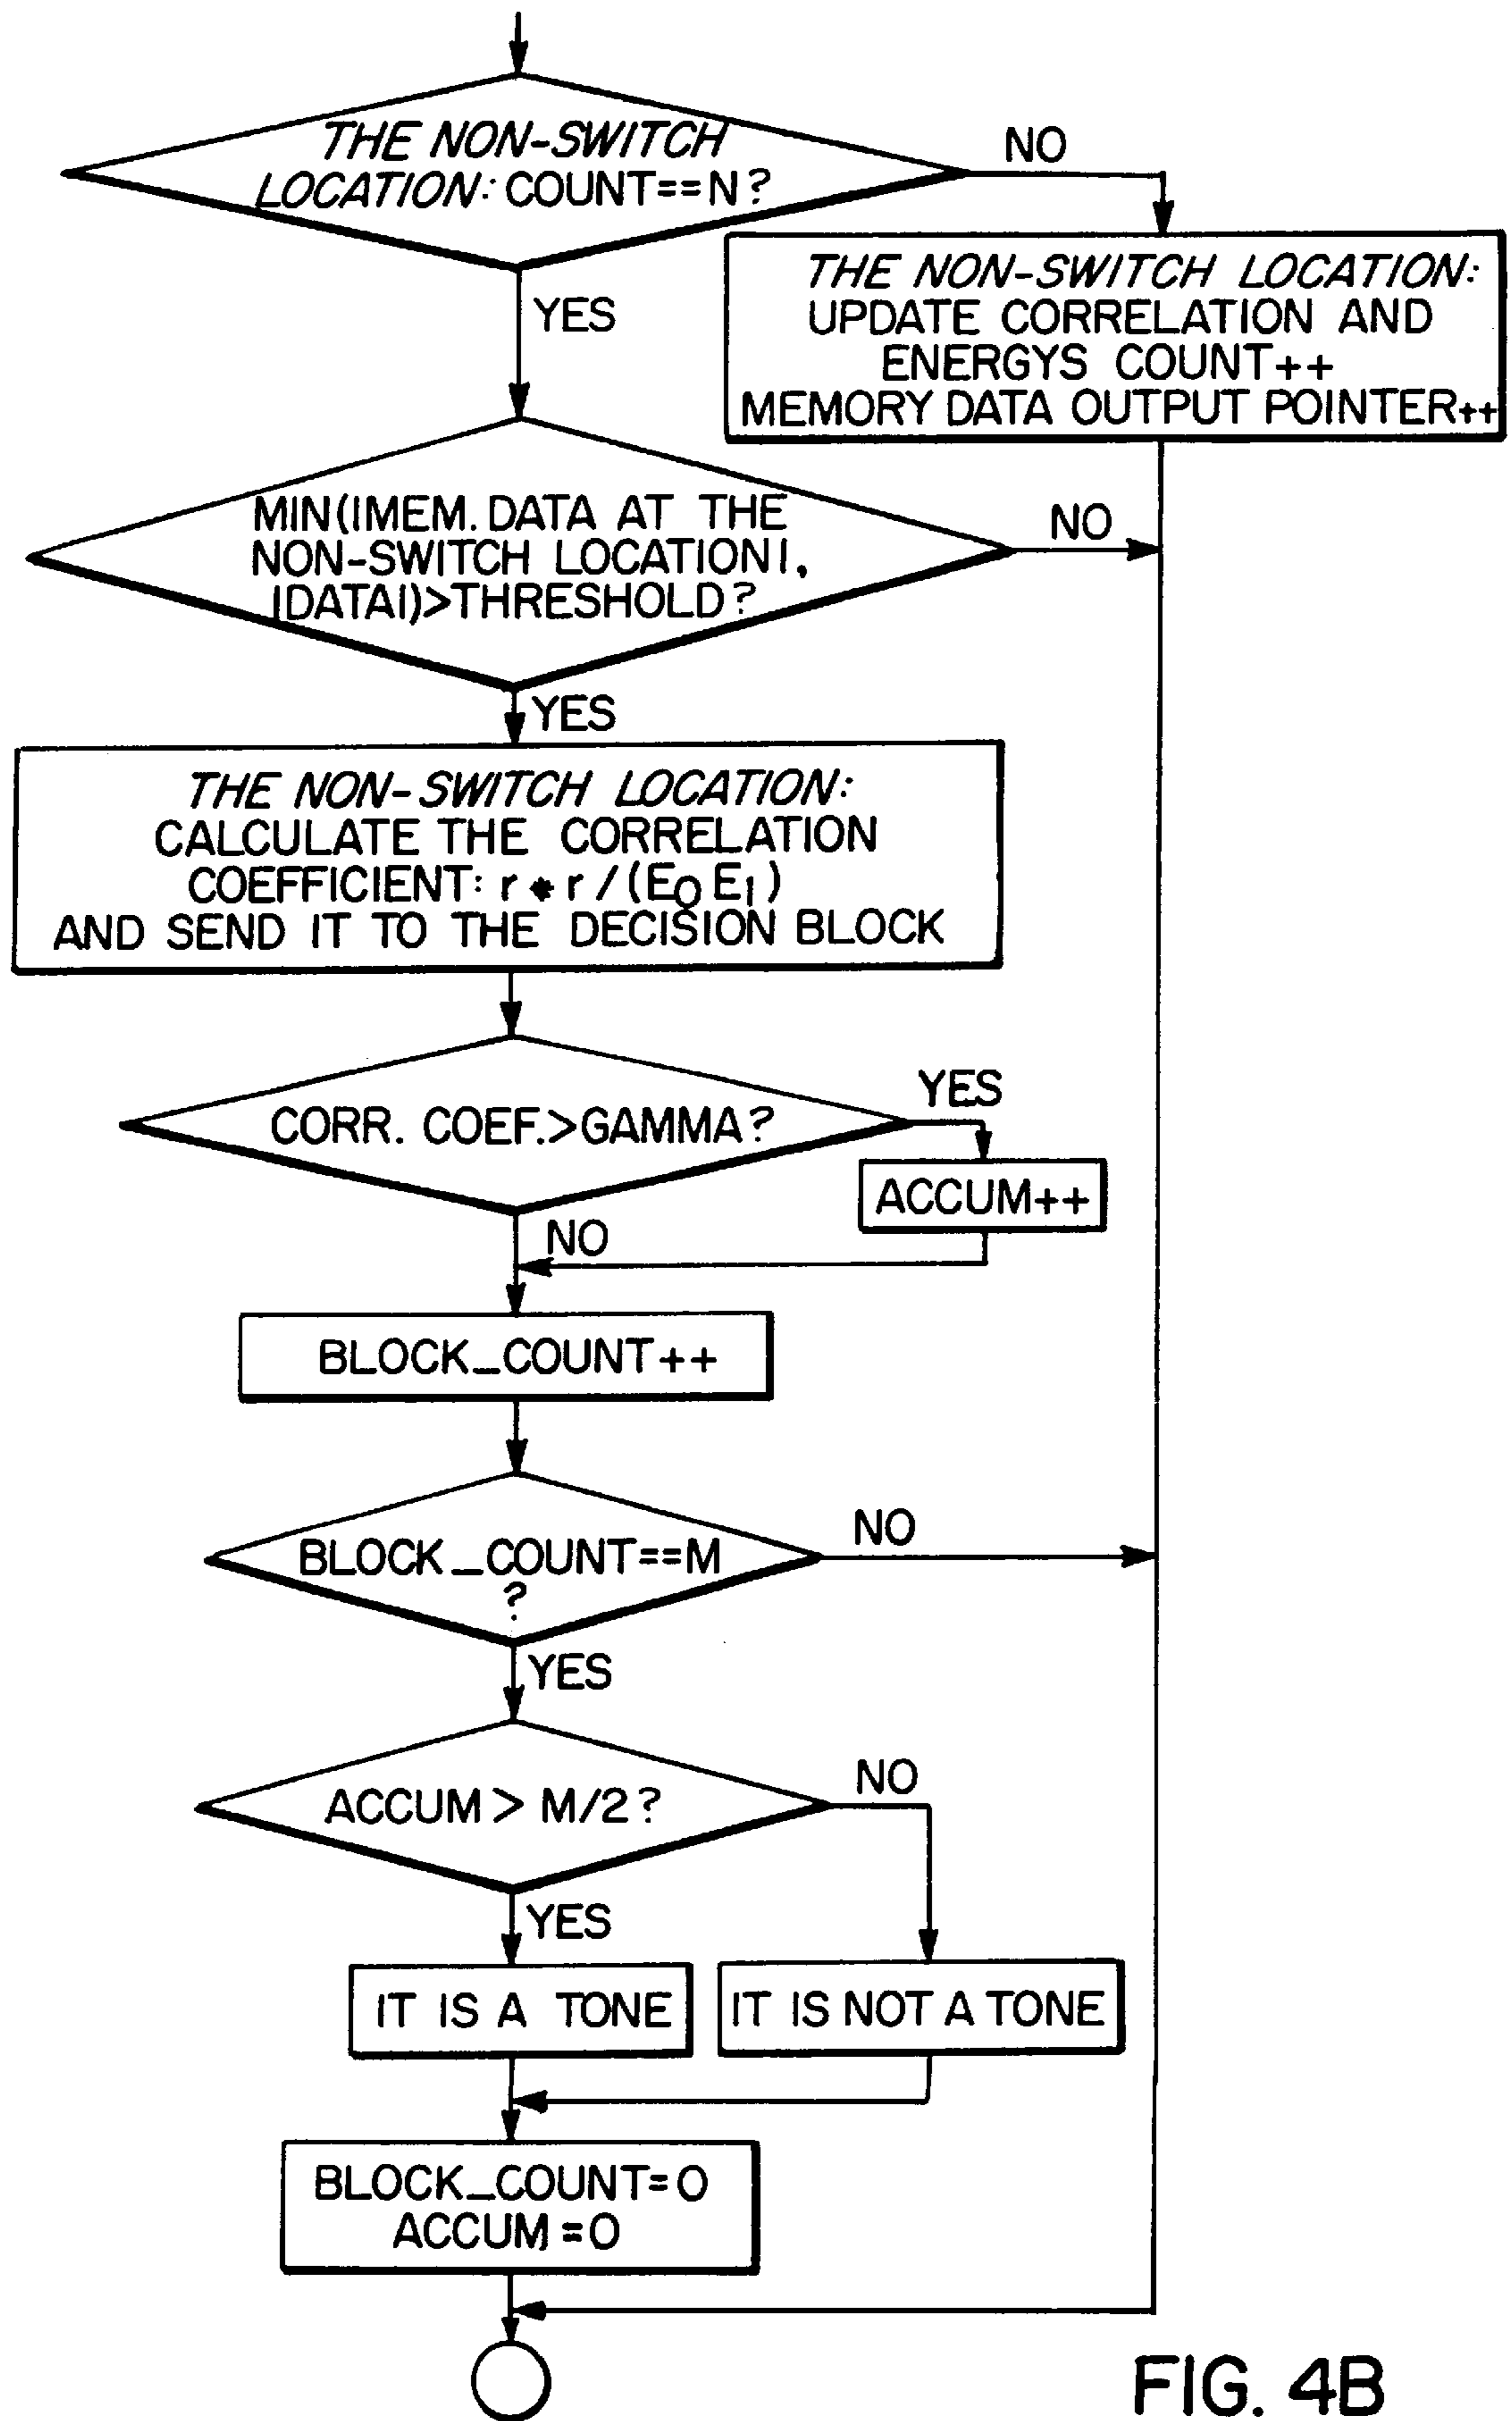 THE NON-SWITCH
LOCATION: COUNT==N?
NO
YES
THE NON-SWITCH LOCATION:
UPDATE CORRELATION AND
ENERGYS COUNT++
MEMORY DATA OUTPUT POINTER++
MIN(|MEM. DATA AT THE
NON-SWITCH LOCATION|,
|DATA|)>THRESHOLD?
NO
YES
THE NON-SWITCH LOCATION:
CALCULATE THE CORRELATION
COEFFICIENT: r * r / (E0 E1)
AND SEND IT TO THE DECISION BLOCK
CORR. COEF.>GAMMA?
YES
ACCUM++
NO
BLOCK_COUNT++
BLOCK_COUNT==M
?
NO
YES
ACCUM > M/2?
NO
YES
IT IS A TONE
IT IS NOT A TONE
BLOCK_COUNT=0
ACCUM=0
FIG. 4B